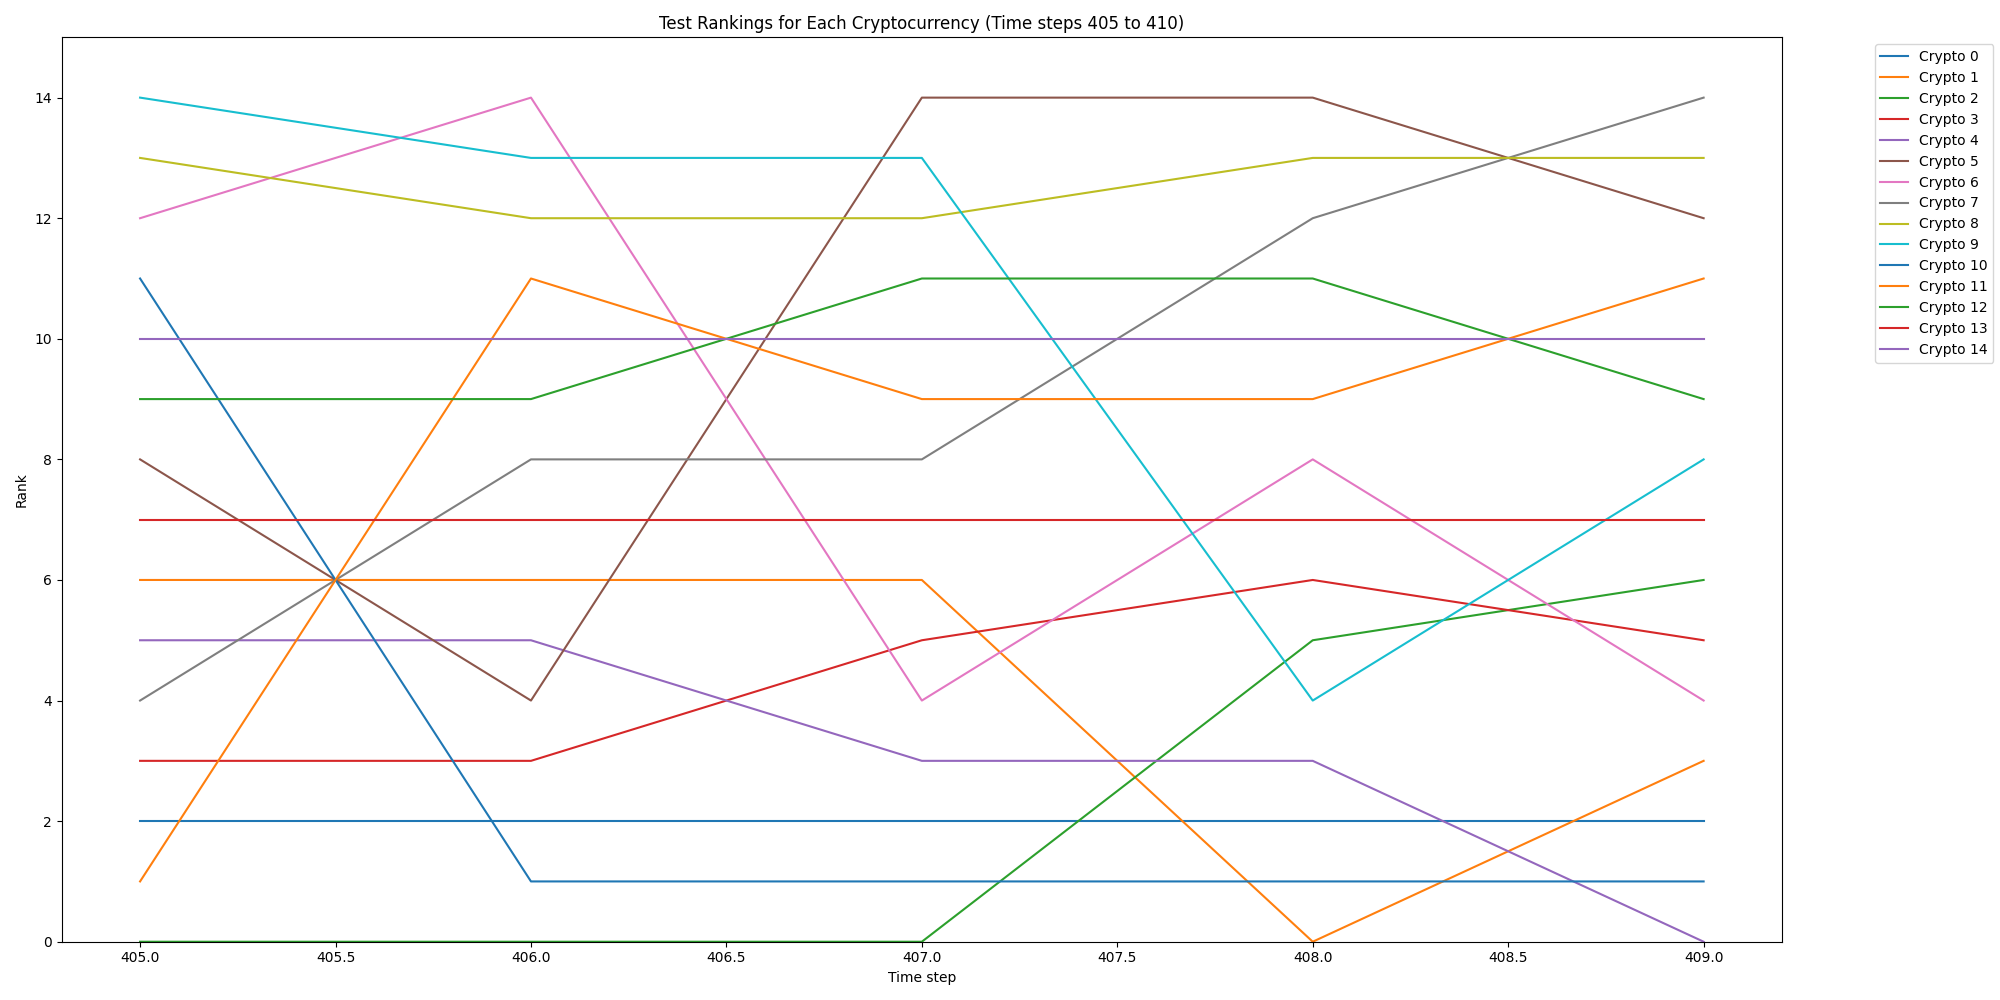 Test Rankings for Each Cryptocurrency (Time steps 405 to 410)
Rank
14
12
10
8
6
4
2
0
405.0 405.5 406.0 406.5 407.0 407.5 408.0 408.5 409.0
Time step
Crypto 0
Crypto 1
Crypto 2
Crypto 3
Crypto 4
Crypto 5
Crypto 6
Crypto 7
Crypto 8
Crypto 9
Crypto 10
Crypto 11
Crypto 12
Crypto 13
Crypto 14